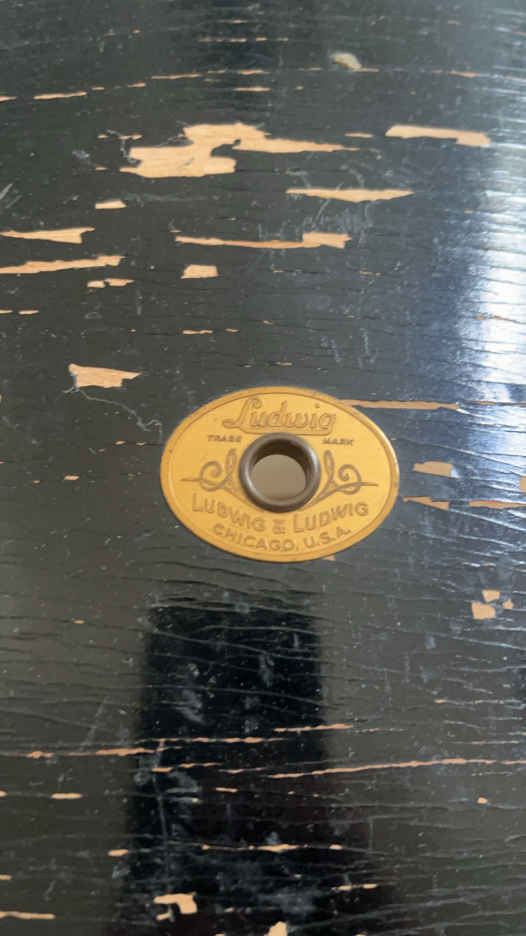 Ludwig
TRADE MARK
LUDWIG & LUDWIG
CHICAGO, U.S.A.